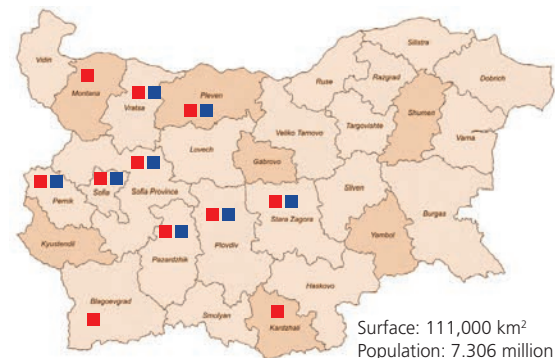 Silistra
Vidin
Ruse
Razgrad
Dobrich
Montana
Pleven
Vratsa
Shumen
Veliko Tarnovo
Targovishte
Varna
Lovech
Gabrovo
Sofia
Sofia Province
Pernik
Sliven
Stara Zagora
Burgas
Plovdiv
Yambol
Kyustendil
Pazardzhik
Haskovo
Blagoevgrad
Smolyan
Kardzhali
Surface: 111,000 km²
Population: 7.306 million